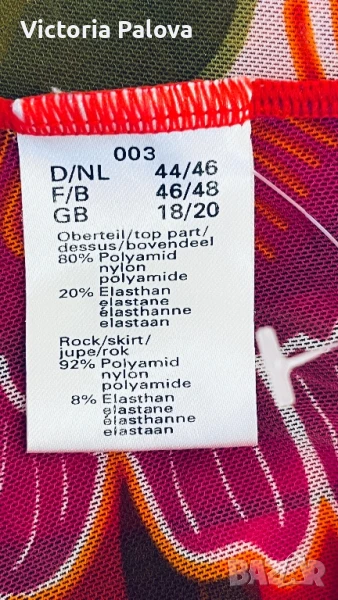 Victoria Palova
003
D/NL 44/46
F/B 46/48
GB 18/20
Oberteil/top part/
dessus/bovendeel
80% Polyamid
nylon
polyamide
20% Elasthan
elastane
élasthanne
elastaan
Rock/skirt/
jupe/rok
92% Polyamid
nylon
polyamide
8% Elasthan
elastane
élasthanne
elastaan
bazar.bg